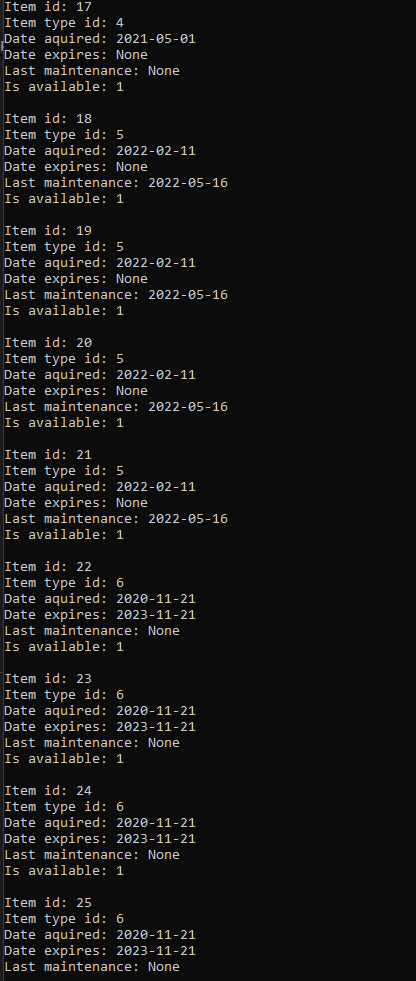 Item id: 17
Item type id: 4
Date aquired: 2021-05-01
Date expires: None
Last maintenance: None
Is available: 1

Item id: 18
Item type id: 5
Date aquired: 2022-02-11
Date expires: None
Last maintenance: 2022-05-16
Is available: 1

Item id: 19
Item type id: 5
Date aquired: 2022-02-11
Date expires: None
Last maintenance: 2022-05-16
Is available: 1

Item id: 20
Item type id: 5
Date aquired: 2022-02-11
Date expires: None
Last maintenance: 2022-05-16
Is available: 1

Item id: 21
Item type id: 5
Date aquired: 2022-02-11
Date expires: None
Last maintenance: 2022-05-16
Is available: 1

Item id: 22
Item type id: 6
Date aquired: 2020-11-21
Date expires: 2023-11-21
Last maintenance: None
Is available: 1

Item id: 23
Item type id: 6
Date aquired: 2020-11-21
Date expires: 2023-11-21
Last maintenance: None
Is available: 1

Item id: 24
Item type id: 6
Date aquired: 2020-11-21
Date expires: 2023-11-21
Last maintenance: None
Is available: 1

Item id: 25
Item type id: 6
Date aquired: 2020-11-21
Date expires: 2023-11-21
Last maintenance: None